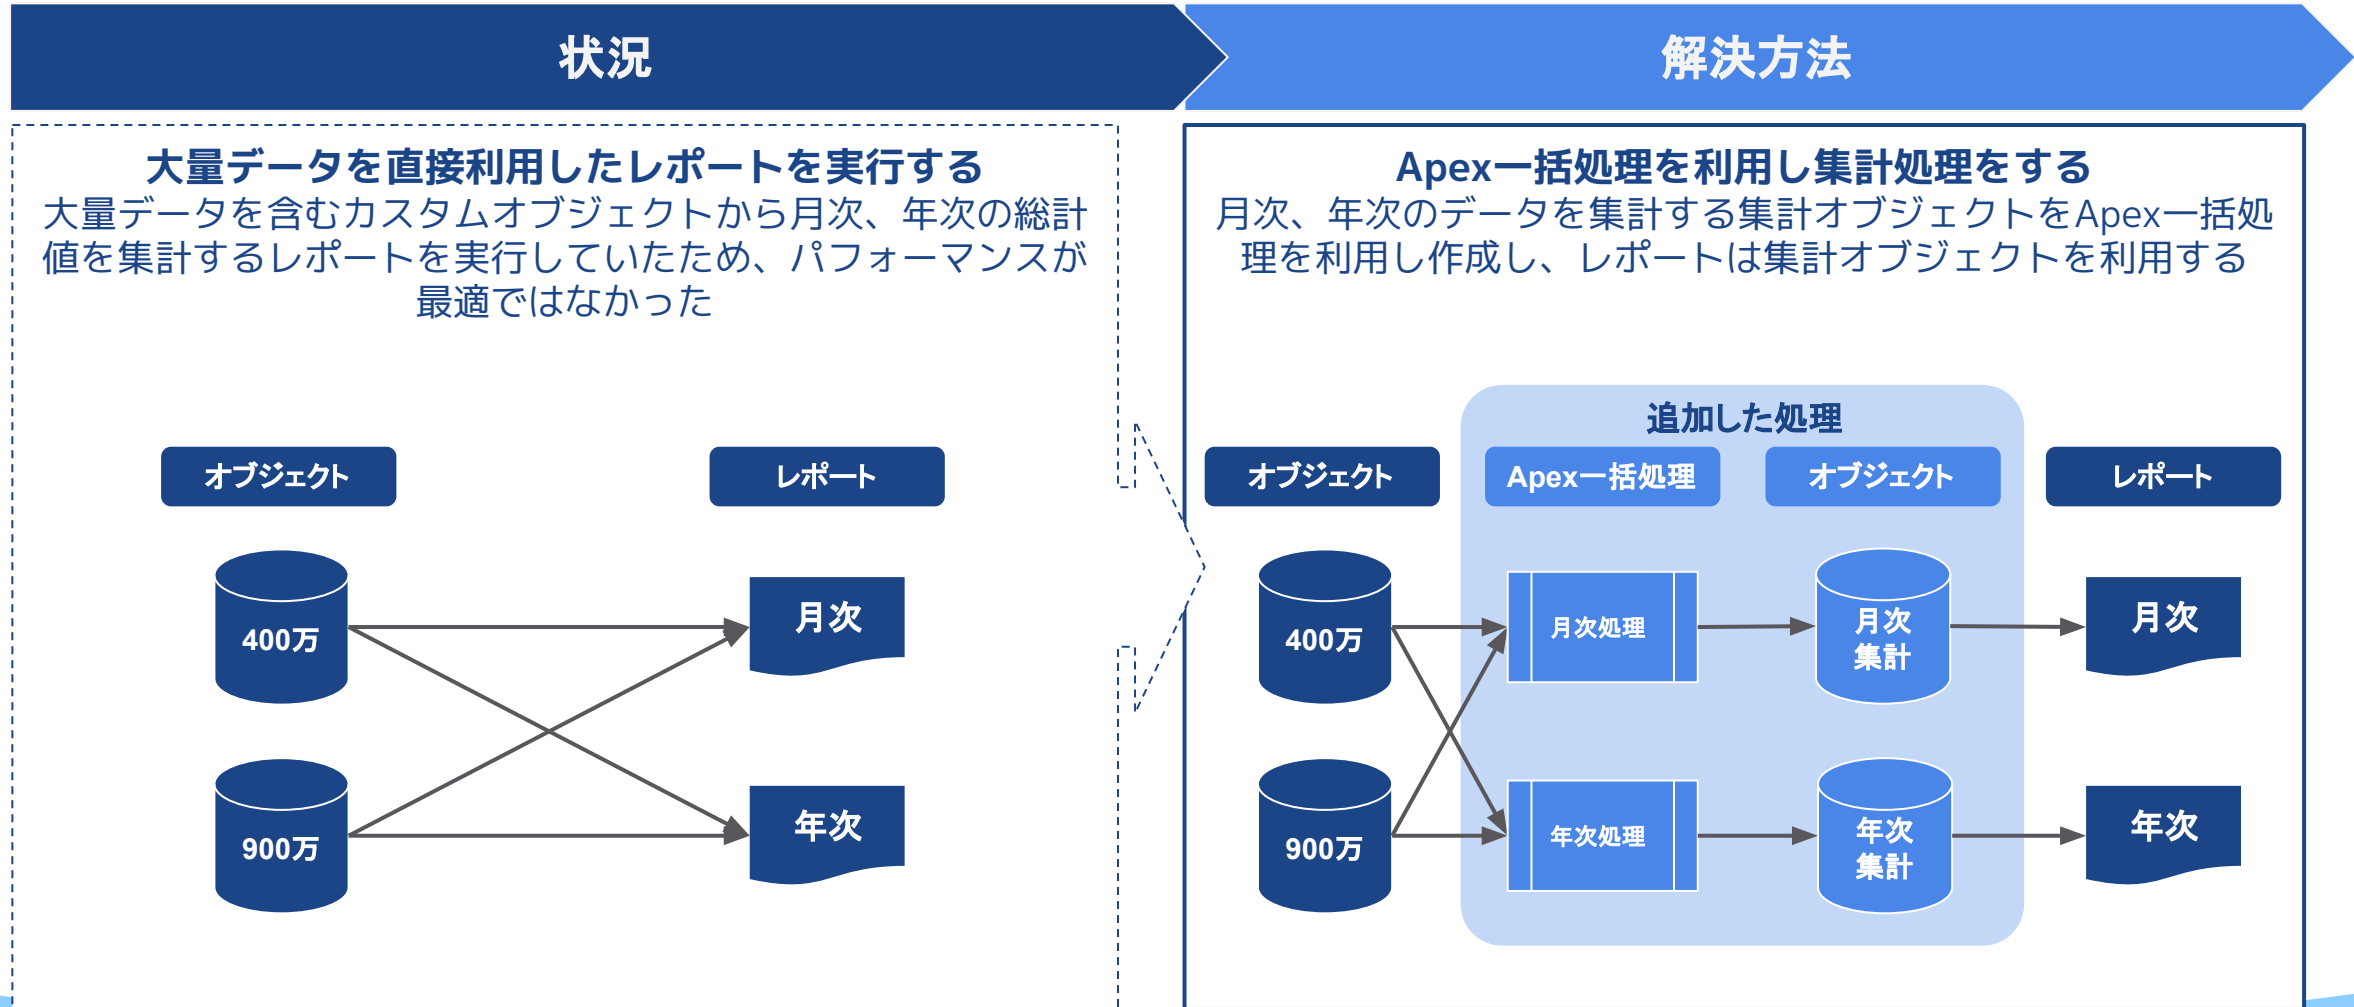 状況
大量データを直接利用したレポートを実行する
大量データを含むカスタムオブジェクトから月次、年次の総計
値を集計するレポートを実行していたため、パフォーマンスが
最適ではなかった
オブジェクト
レポート
400万
月次
900万
年次
解決方法
Apex一括処理を利用し集計処理をする
月次、年次のデータを集計する集計オブジェクトをApex一括処
理を利用し作成し、レポートは集計オブジェクトを利用する
追加した処理
オブジェクト
Apex一括処理
オブジェクト
レポート
400万
月次処理
月次
集計
月次
900万
年次処理
年次
集計
年次